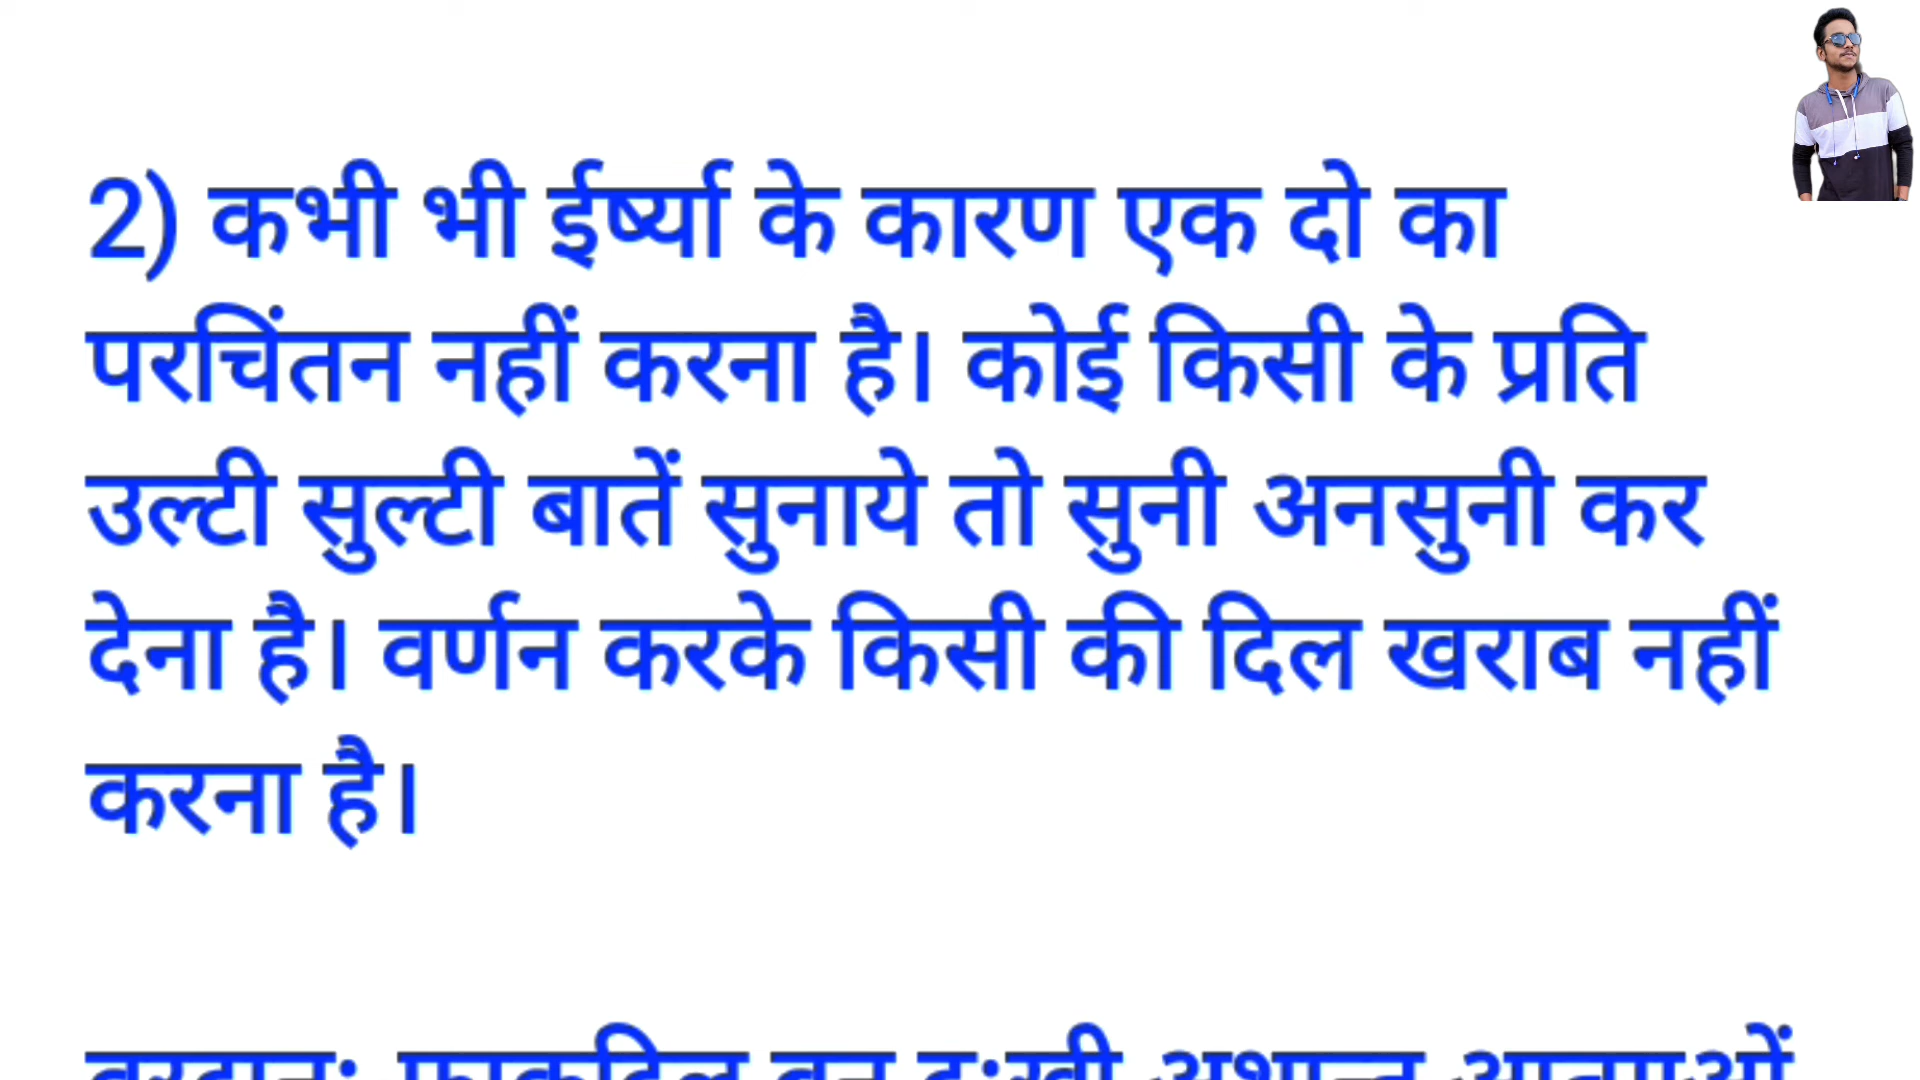 2) कभी भी ईर्ष्या के कारण एक दो का
परचिंतन नहीं करना है। कोई किसी के प्रति
उल्टी सुल्टी बातें सुनाये तो सुनी अनसुनी कर
देना है। वर्णन करके किसी की दिल खराब नहीं
करना है।
वरदान: